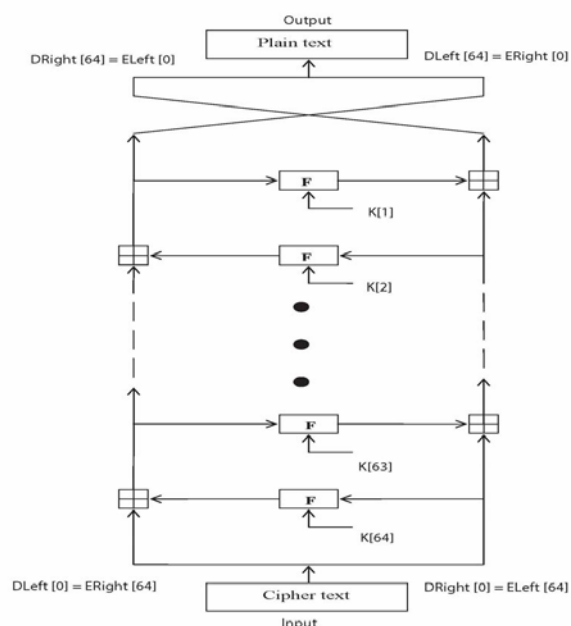 Output
Plain text
DRight [64] = ELeft [0]
DLeft [64] = ERight [0]
F
K[1]
F
K[2]
F
K[63]
F
K[64]
DLeft [0] = ERight [64]
DRight [0] = ELeft [64]
Cipher text
Input